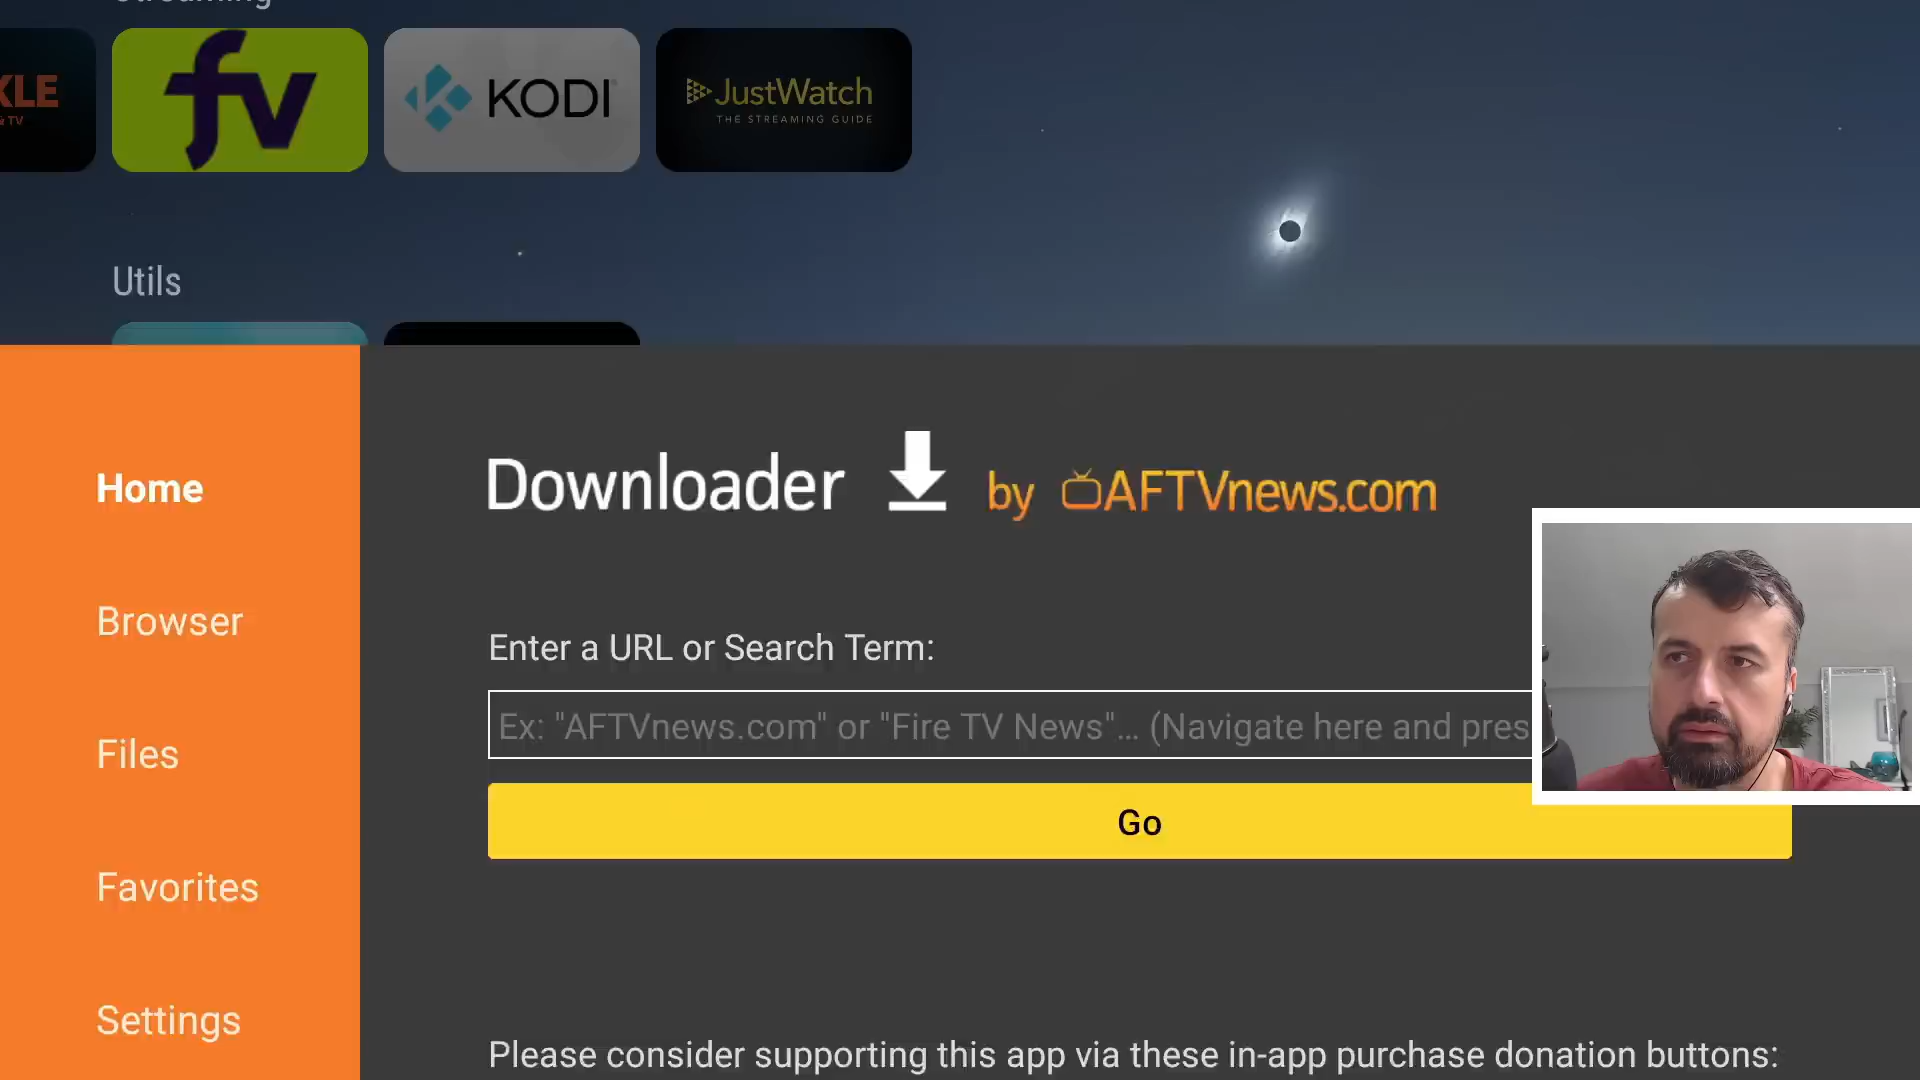 Streaming
KLE
& TV
fv
KODI
JustWatch
THE STREAMING GUIDE
Utils
Home
Browser
Files
Favorites
Settings
Downloader by AFTVnews.com
Enter a URL or Search Term:
Ex: "AFTVnews.com" or "Fire TV News"... (Navigate here and pres
Go
Please consider supporting this app via these in-app purchase donation buttons: